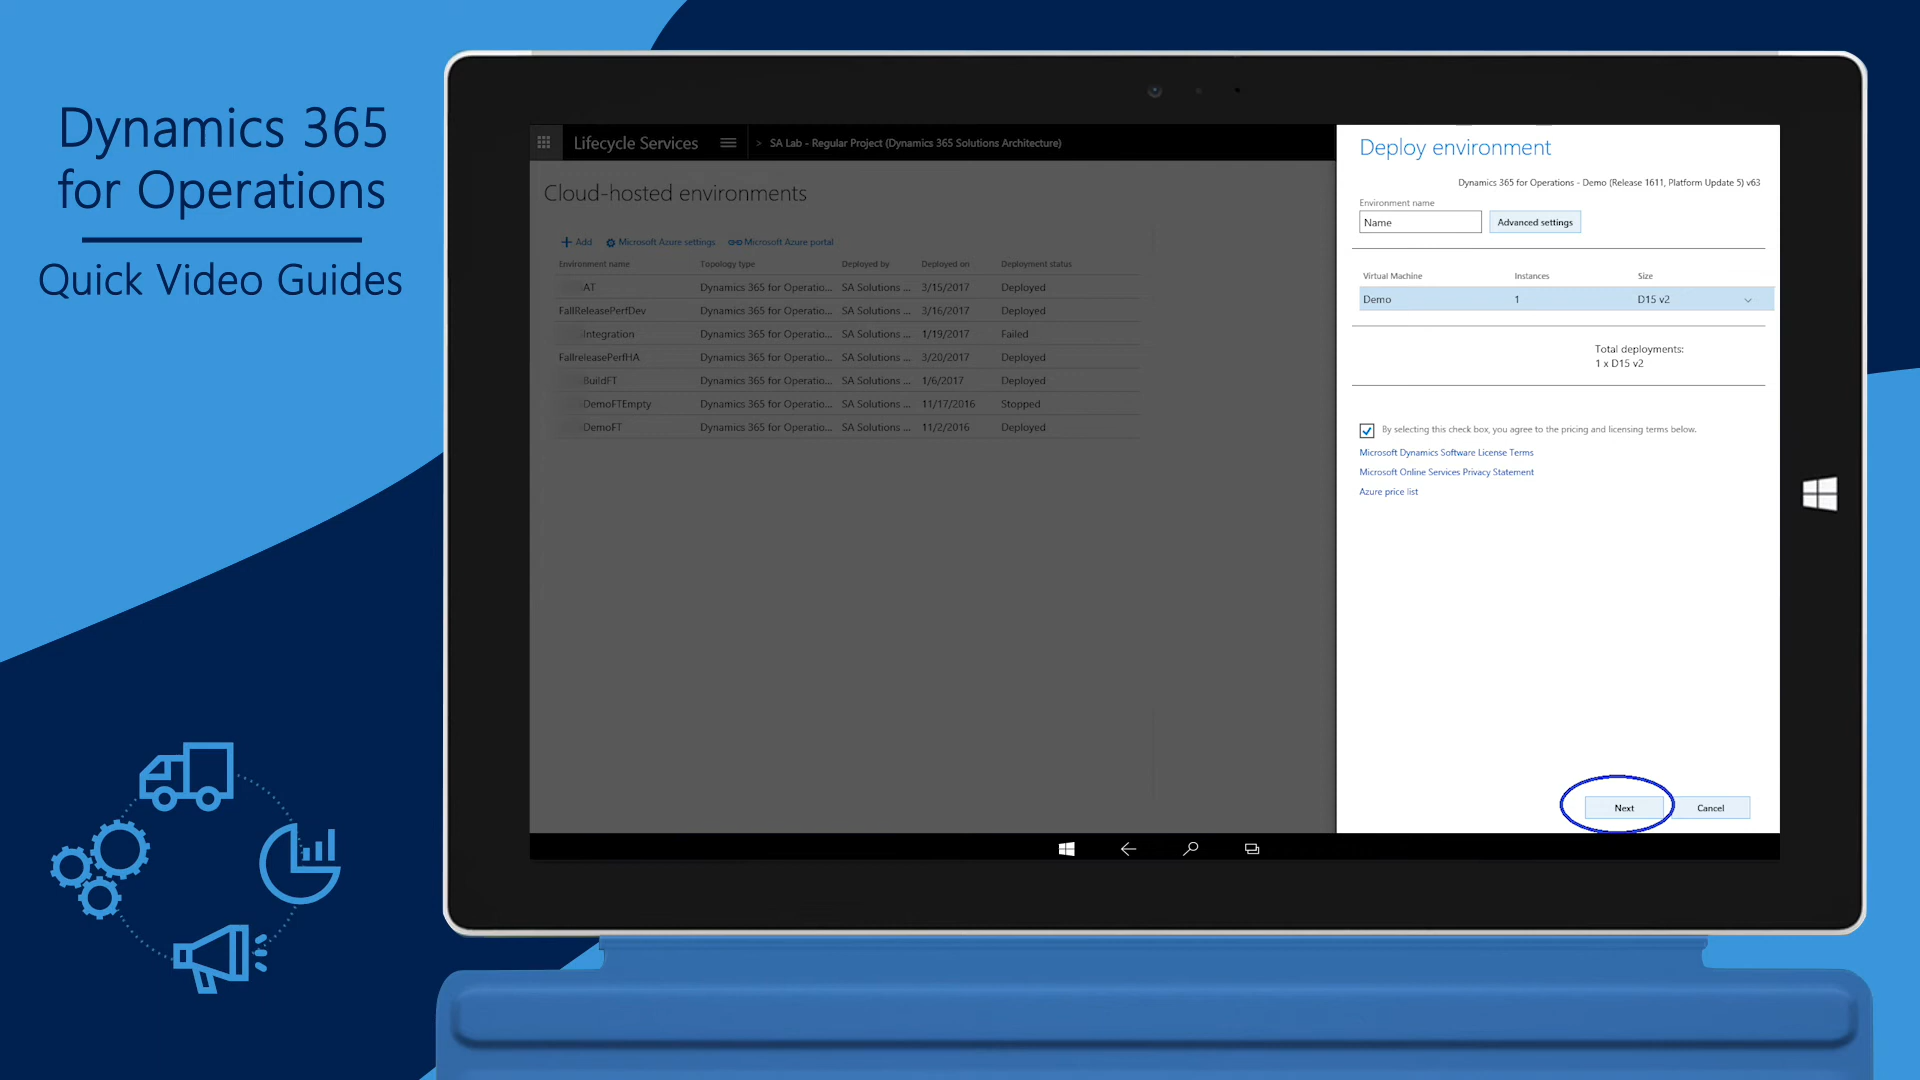 Dynamics 365
for Operations
Quick Video Guides
Lifecycle Services > SA Lab - Regular Project (Dynamics 365 Solutions Architecture)
Cloud-hosted environments
Add Microsoft Azure settings Microsoft Azure portal
Environment name Topology type Deployed by Deployed on Deployment status
AT Dynamics 365 for Operatio... SA Solutions ... 3/15/2017 Deployed
FallReleasePerfDev Dynamics 365 for Operatio... SA Solutions ... 3/16/2017 Deployed
Integration Dynamics 365 for Operatio... SA Solutions ... 1/19/2017 Failed
FallreleasePerfHA Dynamics 365 for Operatio... SA Solutions ... 3/20/2017 Deployed
BuildFT Dynamics 365 for Operatio... SA Solutions ... 1/6/2017 Deployed
DemoFTEmpty Dynamics 365 for Operatio... SA Solutions ... 11/17/2016 Stopped
DemoFT Dynamics 365 for Operatio... SA Solutions ... 11/2/2016 Deployed
Deploy environment
Dynamics 365 for Operations - Demo (Release 1611, Platform Update 5) v63
Environment name
Name Advanced settings
Virtual Machine Instances Size
Demo 1 D15 v2
Total deployments:
1 x D15 v2
By selecting this check box, you agree to the pricing and licensing terms below.
Microsoft Dynamics Software License Terms
Microsoft Online Services Privacy Statement
Azure price list
Next Cancel